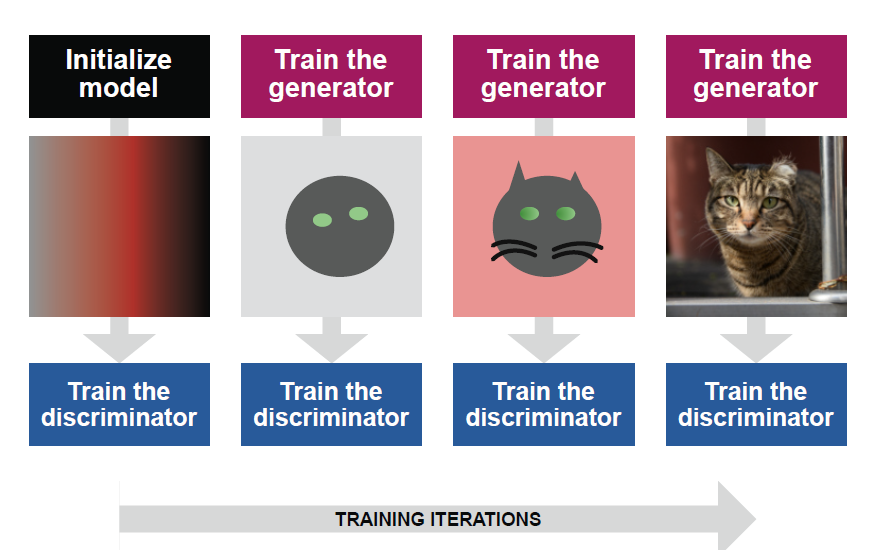 Initialize
model
Train the
generator
Train the
generator
Train the
generator
Train the
discriminator
Train the
discriminator
Train the
discriminator
Train the
discriminator
TRAINING ITERATIONS